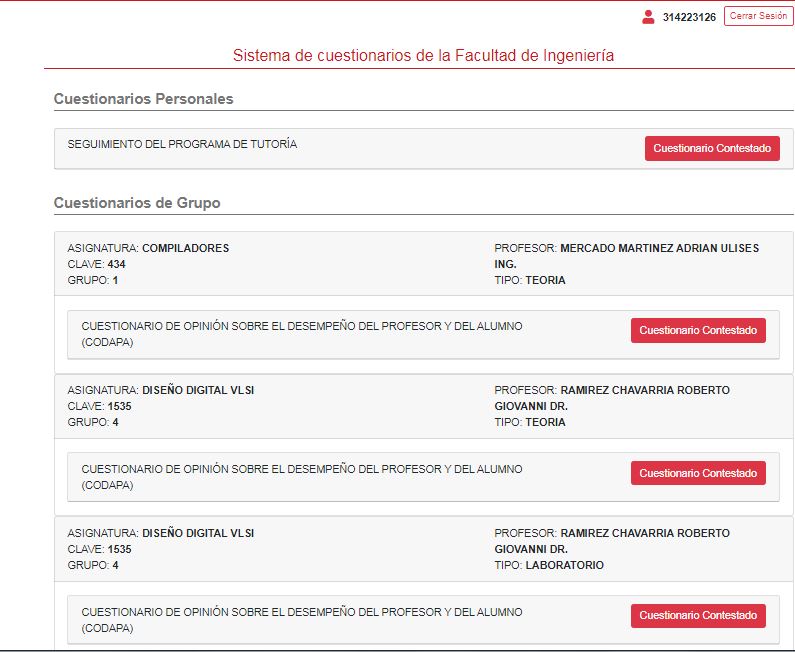 314223126 Cerrar Sesión
Sistema de cuestionarios de la Facultad de Ingeniería
Cuestionarios Personales
SEGUIMIENTO DEL PROGRAMA DE TUTORÍA
Cuestionario Contestado
Cuestionarios de Grupo
ASIGNATURA: COMPILADORES
CLAVE: 434
GRUPO: 1
PROFESOR: MERCADO MARTINEZ ADRIAN ULISES
ING.
TIPO: TEORIA
CUESTIONARIO DE OPINIÓN SOBRE EL DESEMPEÑO DEL PROFESOR Y DEL ALUMNO
(CODAPA)
Cuestionario Contestado
ASIGNATURA: DISEÑO DIGITAL VLSI
CLAVE: 1535
GRUPO: 4
PROFESOR: RAMIREZ CHAVARRIA ROBERTO
GIOVANNI DR.
TIPO: TEORIA
CUESTIONARIO DE OPINIÓN SOBRE EL DESEMPEÑO DEL PROFESOR Y DEL ALUMNO
(CODAPA)
Cuestionario Contestado
ASIGNATURA: DISEÑO DIGITAL VLSI
CLAVE: 1535
GRUPO: 4
PROFESOR: RAMIREZ CHAVARRIA ROBERTO
GIOVANNI DR.
TIPO: LABORATORIO
CUESTIONARIO DE OPINIÓN SOBRE EL DESEMPEÑO DEL PROFESOR Y DEL ALUMNO
(CODAPA)
Cuestionario Contestado